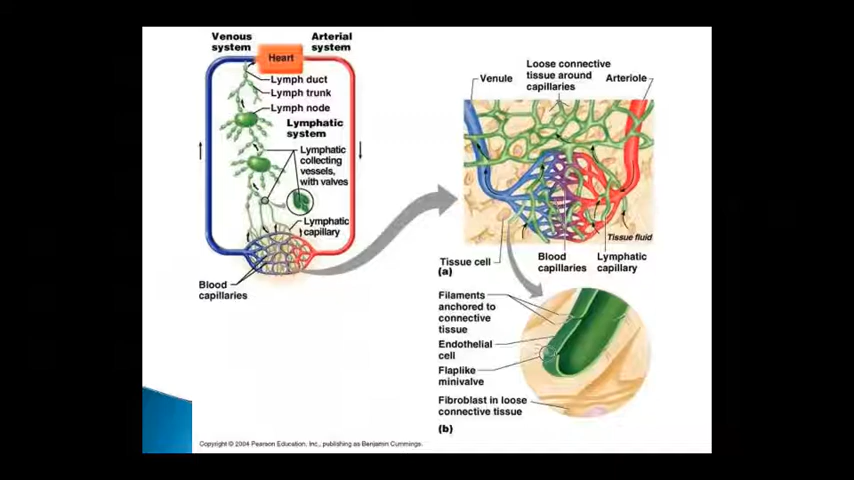 Venous
system
Arterial
system
Heart
Lymph duct
Lymph trunk
Lymph node
Lymphatic
system
Lymphatic
collecting
vessels,
with valves
Lymphatic
capillary
Blood
capillaries
Venule
Loose connective
tissue around
capillaries
Arteriole
Tissue fluid
Tissue cell
Blood
capillaries
Lymphatic
capillary
(a)
Filaments
anchored to
connective
tissue
Endothelial
cell
Flaplike
minivalve
Fibroblast in loose
connective tissue
(b)
Copyright © 2004 Pearson Education, Inc., publishing as Benjamin Cummings.